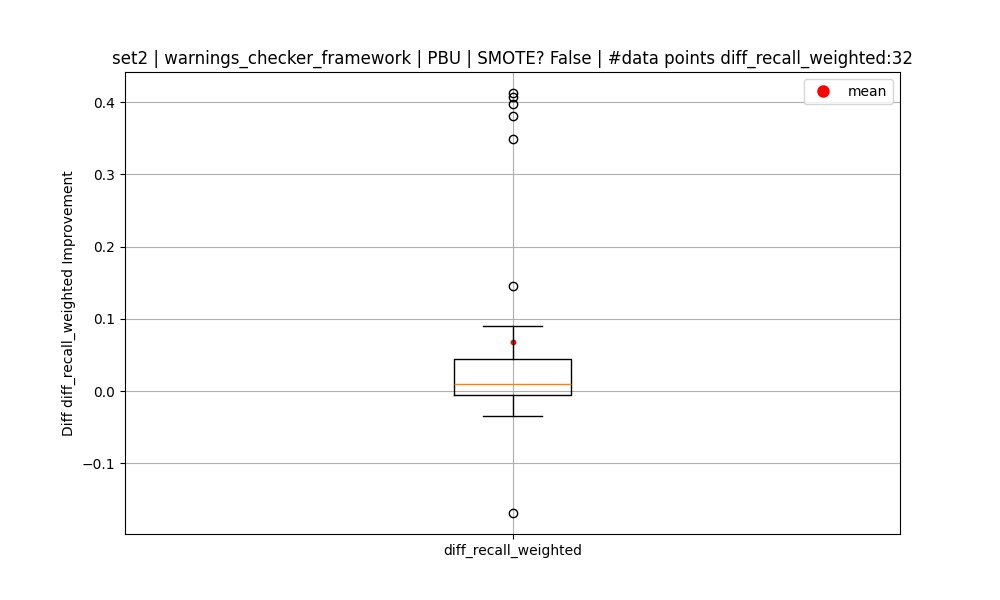 set2 | warnings_checker_framework | PBU | SMOTE? False | #data points diff_recall_weighted:32
mean
0.4
0.3
0.2
0.1
0.0
−0.1
Diff diff_recall_weighted Improvement
diff_recall_weighted